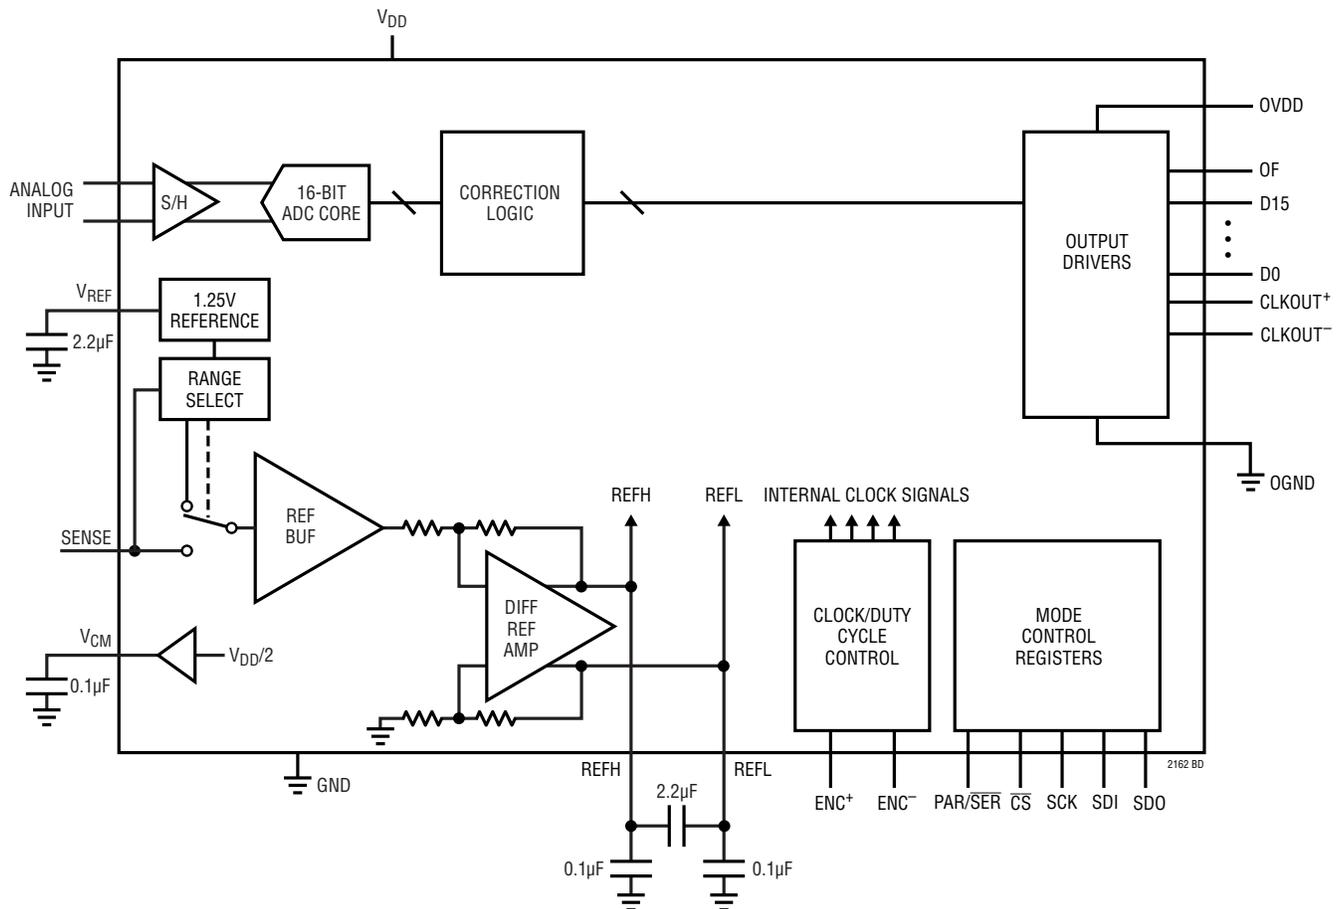 VDD
OVDD
OF
D15
D0
CLKOUT+
CLKOUT–
ANALOG
INPUT
S/H
16-BIT
ADC CORE
CORRECTION
LOGIC
OUTPUT
DRIVERS
VREF
2.2µF
1.25V
REFERENCE
RANGE
SELECT
OGND
SENSE
REF
BUF
REFH
REFL
INTERNAL CLOCK SIGNALS
DIFF
REF
AMP
CLOCK/DUTY
CYCLE
CONTROL
MODE
CONTROL
REGISTERS
VCM
0.1µF
VDD/2
GND
REFH
REFL
2.2µF
0.1µF
0.1µF
ENC+
ENC–
PAR/S̅E̅R̅
C̅S̅
SCK
SDI
SDO
2162 BD